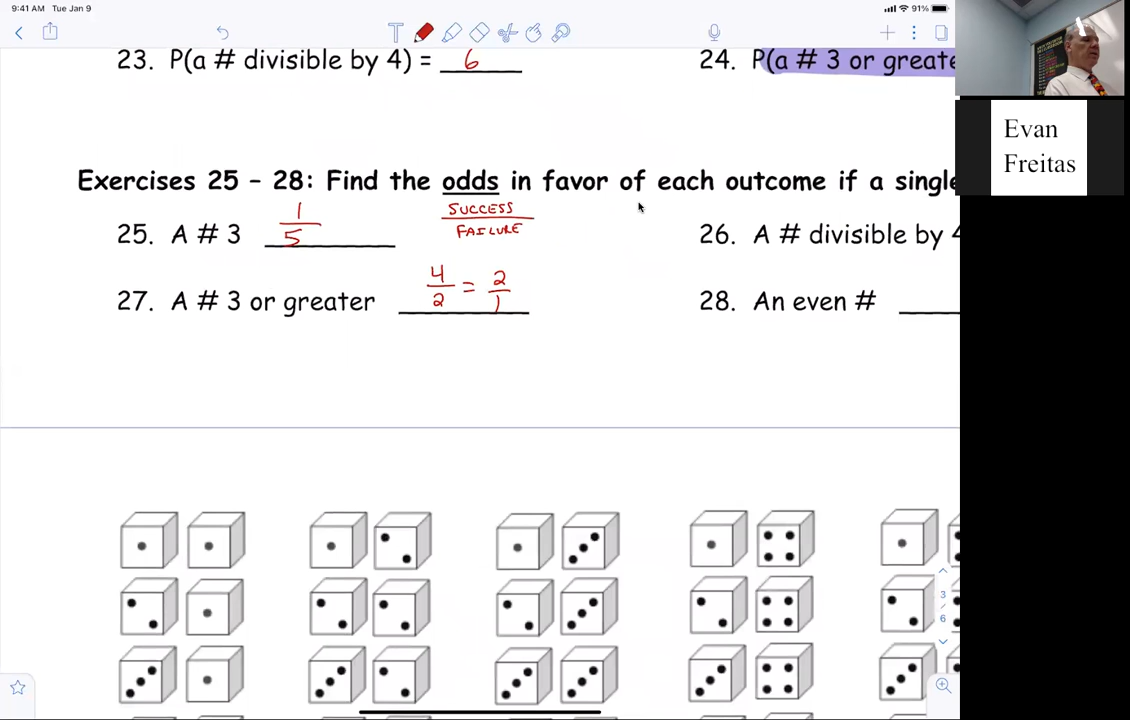 9:41 AM Tue Jan 9
91%
23. P(a # divisible by 4) = 6
24. P(a # 3 or greate
Evan
Freitas
Exercises 25 - 28: Find the odds in favor of each outcome if a single
SUCCESS
FAILURE
25. A # 3 1/5
26. A # divisible by 4
27. A # 3 or greater 4/2 = 2/1
28. An even #
3
/
6